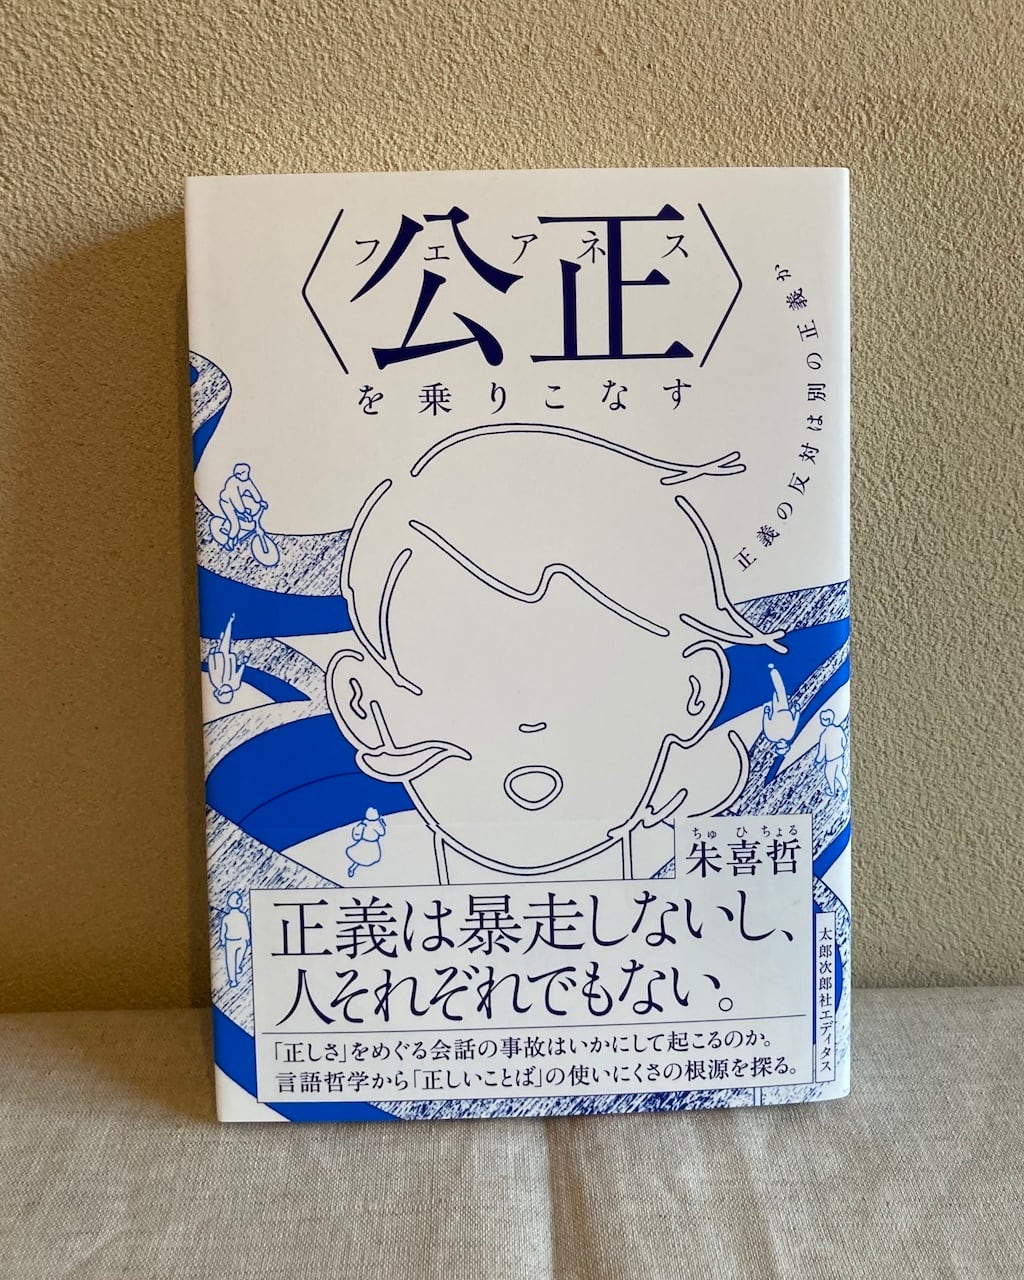 フェアネス
〈公正〉
を乗りこなす
正義の反対は別の正義か
ちゅ ひ ちょる
朱喜哲
正義は暴走しないし、
人それぞれでもない。
「正しさ」をめぐる会話の事故はいかにして起こるのか。
言語哲学から「正しいことば」の使いにくさの根源を探る。
太郎次郎社エディタス